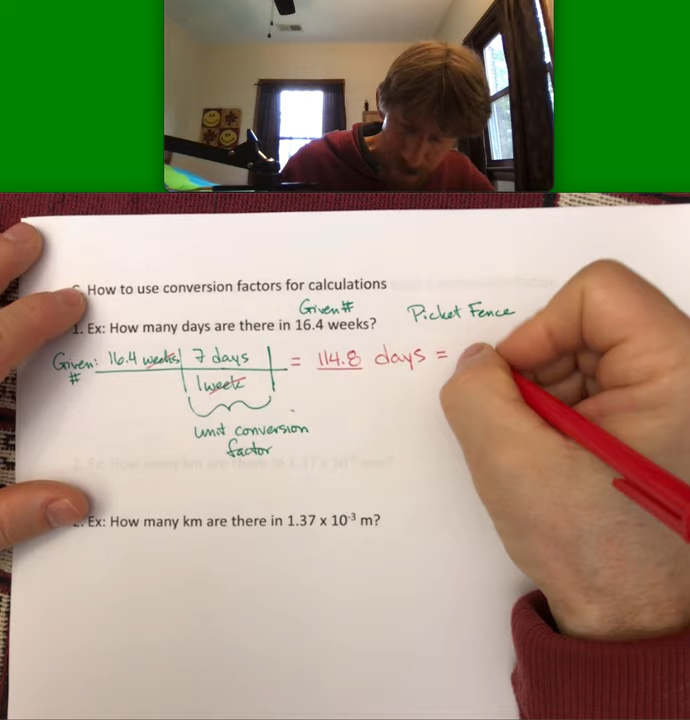 C. How to use conversion factors for calculations
Given #
1. Ex: How many days are there in 16.4 weeks? Picket Fence
Given: 16.4 weeks 7 days = 114.8 days =
# 1 week
unit conversion
factor
2. Ex: How many km are there in 1.37 x 10⁻³ m?